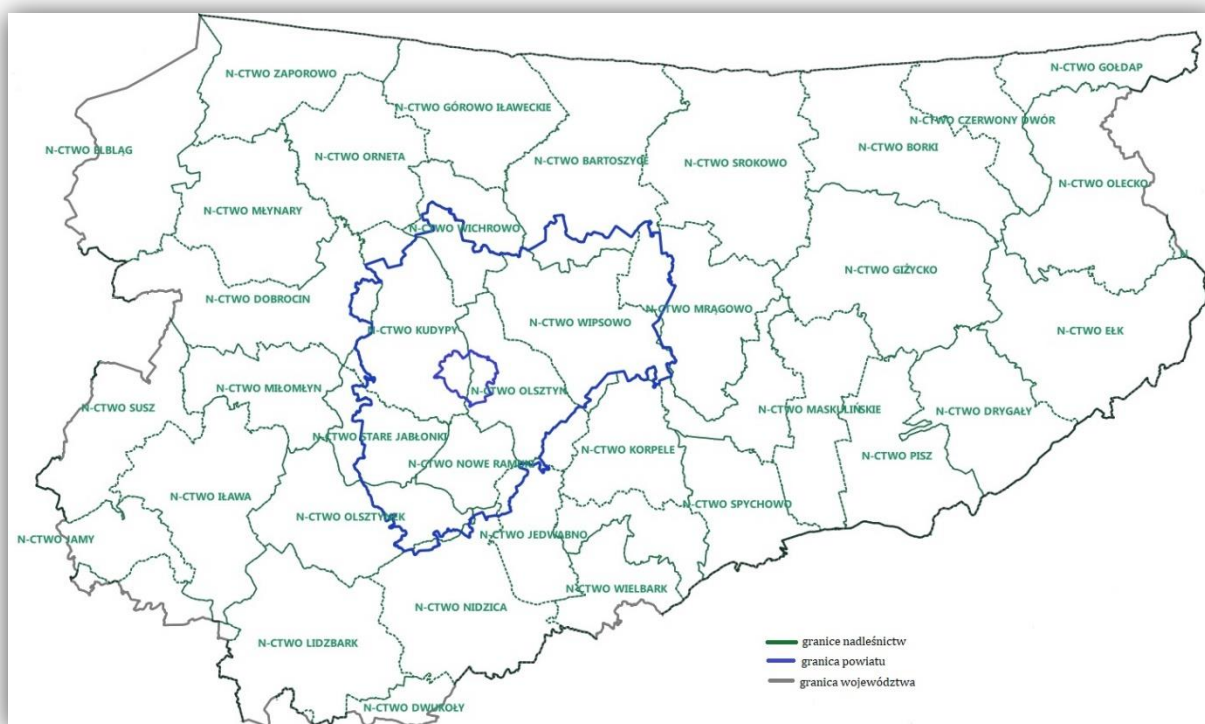 N-CTWO GOŁDAP
N-CTWO ZAPOROWO
N-CTWO GÓROWO IŁAWECKIE
N-CTWO CZERWONY DWÓR
N-CTWO ELBLĄG
N-CTWO ORNETA
N-CTWO BARTOSZYCE
N-CTWO SROKOWO
N-CTWO BORKI
N-CTWO OLECKO
N-CTWO MŁYNARY
N-CTWO WICHROWO
N-CTWO GIŻYCKO
N-CTWO DOBROCIN
N-CTWO MRĄGOWO
N-CTWO KUDYPY
N-CTWO WIPSOWO
N-CTWO EŁK
N-CTWO MIŁOMŁYN
N-CTWO OLSZTYN
N-CTWO SUSZ
N-CTWO MASKULIŃSKIE
N-CTWO DRYGAŁY
N-CTWO STARE JABŁONKI
N-CTWO KORPELE
N-CTWO PISZ
N-CTWO NOWE RAMUKI
N-CTWO IŁAWA
N-CTWO SPYCHOWO
N-CTWO OLSZTYNEK
N-CTWO JEDWABNO
N-CTWO JAMY
N-CTWO WIELBARK
N-CTWO NIDZICA
N-CTWO LIDZBARK
N-CTWO DWUKOŁY
granice nadleśnictw
granica powiatu
granica województwa